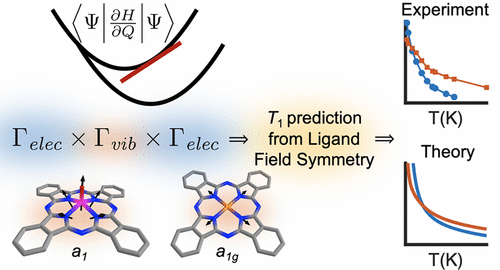 ⟨Ψ|∂H/∂Q|Ψ⟩
Γelec × Γvib × Γelec ⇒ T1 prediction from Ligand Field Symmetry ⇒
a1
a1g
Experiment
T(K)
Theory
T(K)